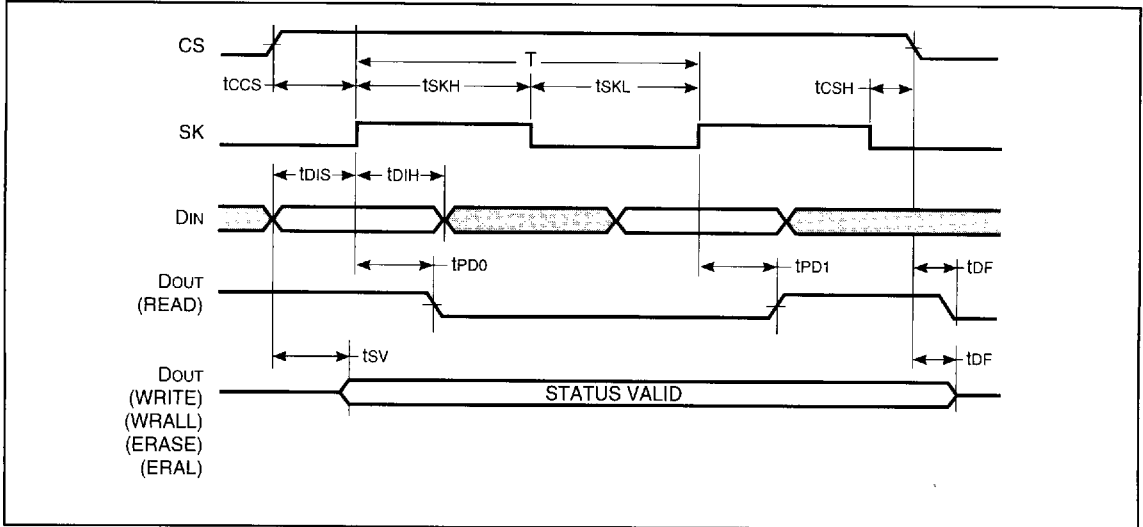 CS
T
tCCS
tSKH
tSKL
tCSH
SK
tDIS
tDIH
DIN
tPD0
tPD1
tDF
DOUT
(READ)
tSV
tDF
DOUT
(WRITE)
STATUS VALID
(WRALL)
(ERASE)
(ERAL)